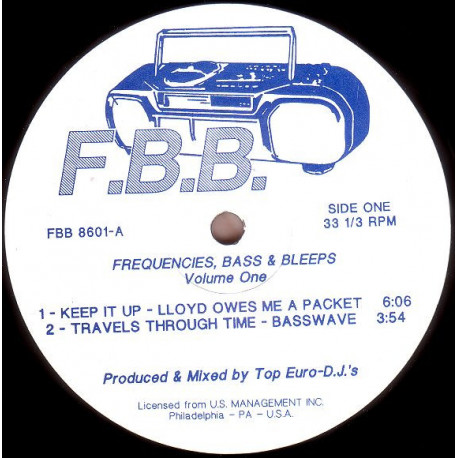 F.B.B.
FBB 8601-A
SIDE ONE
33 1/3 RPM
FREQUENCIES, BASS & BLEEPS
Volume One
1 - KEEP IT UP - LLOYD OWES ME A PACKET 6:06
2 - TRAVELS THROUGH TIME - BASSWAVE 3:54
Produced & Mixed by Top Euro-D.J.'s
Licensed from U.S. MANAGEMENT INC.
Philadelphia - PA - U.S.A.